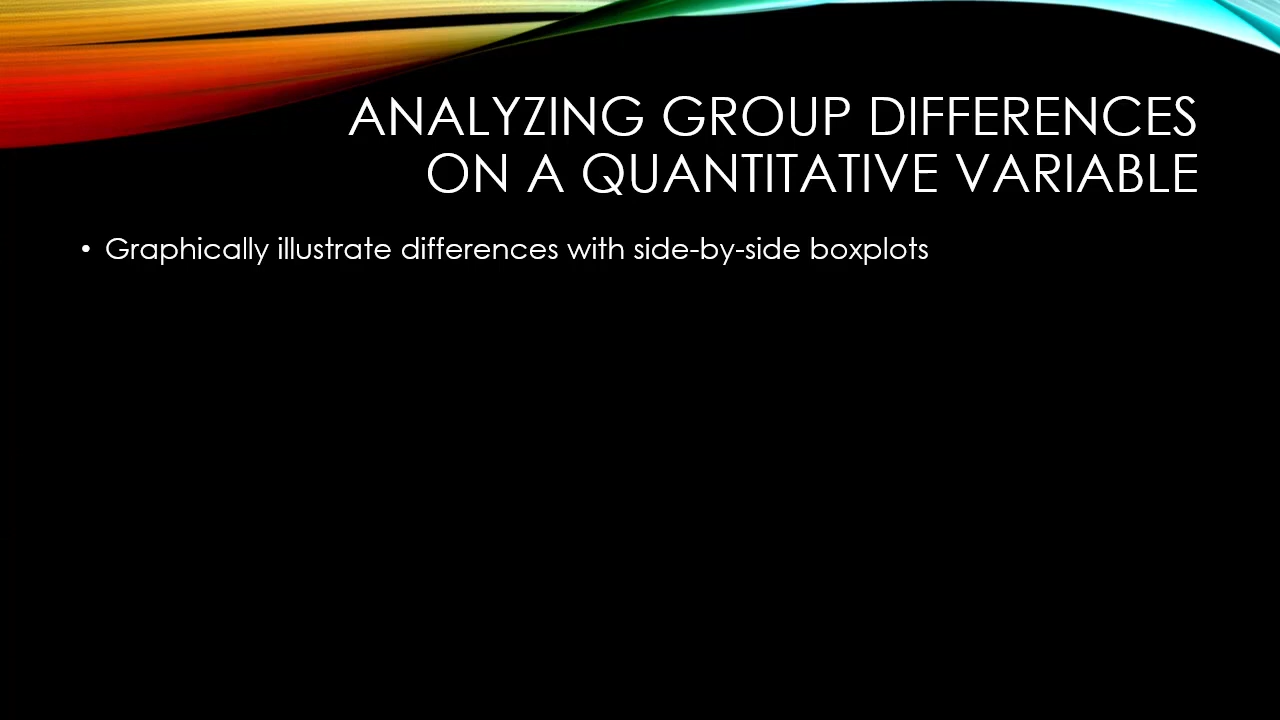 ANALYZING GROUP DIFFERENCES
ON A QUANTITATIVE VARIABLE
• Graphically illustrate differences with side-by-side boxplots